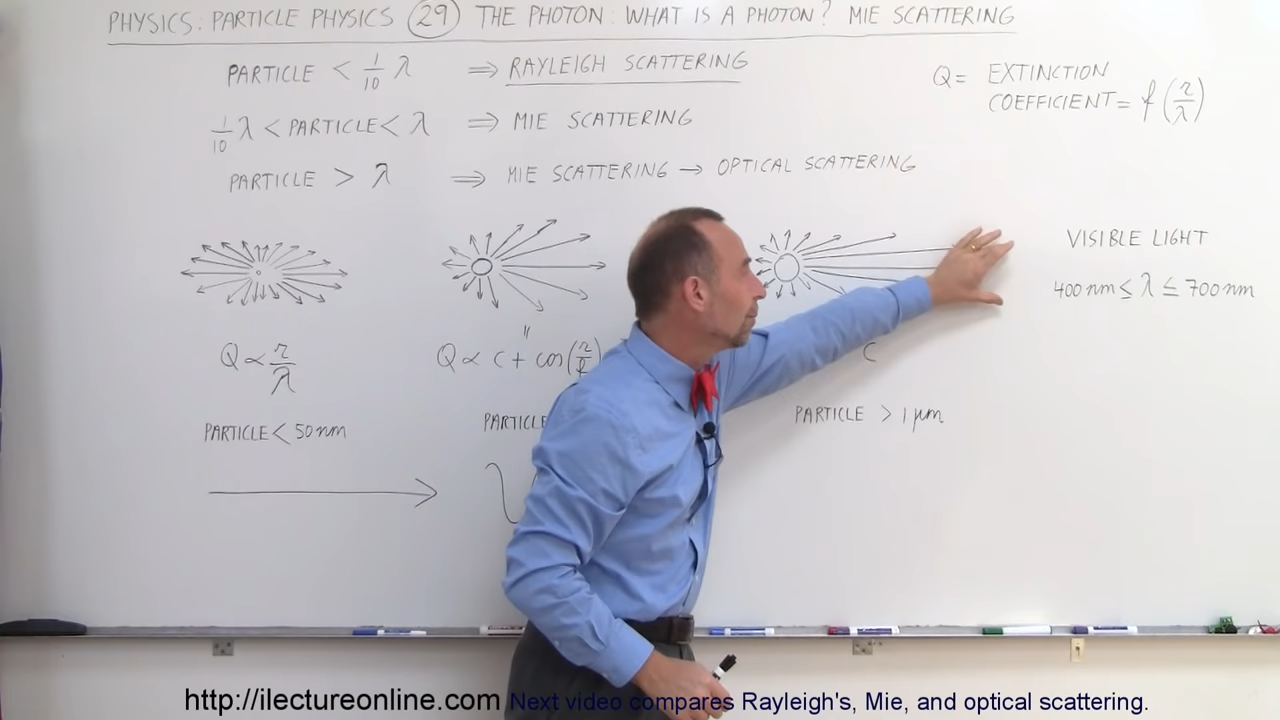 PHYSICS: PARTICLE PHYSICS 29 THE PHOTON: WHAT IS A PHOTON? MIE SCATTERING
PARTICLE < 1/10 λ ⇒ RAYLEIGH SCATTERING
Q = EXTINCTION COEFFICIENT = f(r/λ)
1/10 λ < PARTICLE < λ ⇒ MIE SCATTERING
PARTICLE > λ ⇒ MIE SCATTERING → OPTICAL SCATTERING
VISIBLE LIGHT
400 nm ≤ λ ≤ 700 nm
Q ∝ r/λ
Q ∝ C + cos(r/
C
PARTICLE < 50 nm
PARTICLE
PARTICLE > 1 μm
http://ilectureonline.com Next video compares Rayleigh's, Mie, and optical scattering.